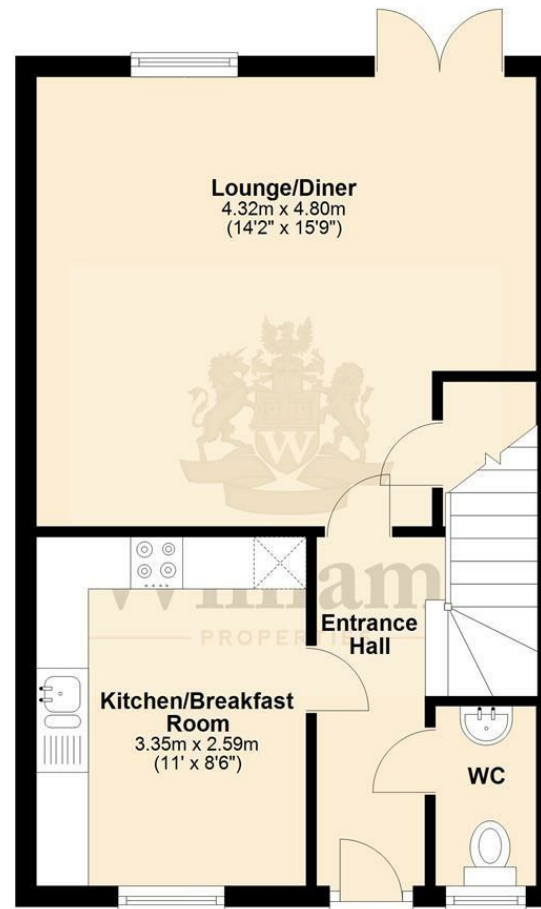 Lounge/Diner
4.32m x 4.80m
(14'2" x 15'9")
W
Entrance
Hall
Kitchen/Breakfast
Room
3.35m x 2.59m
(11' x 8'6")
WC